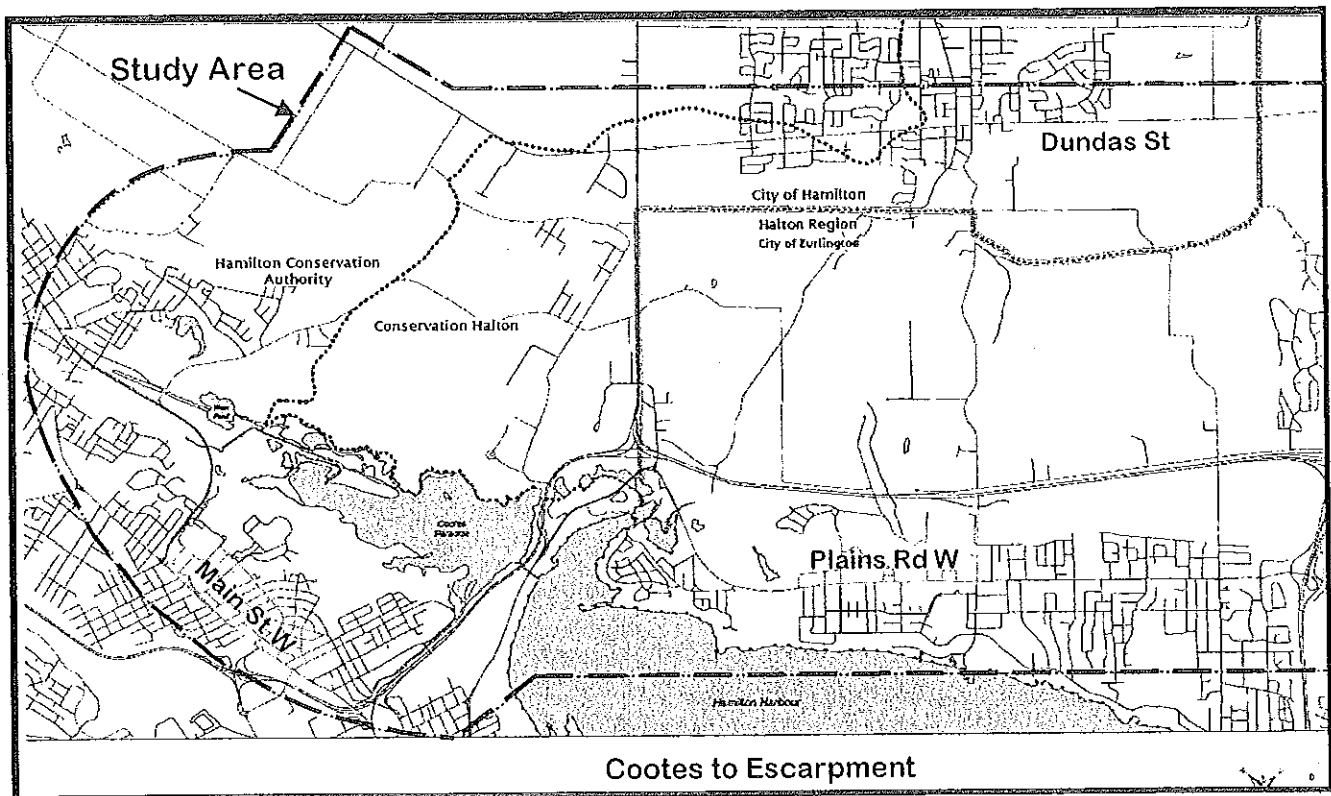 Study Area
Dundas St
City of Hamilton
Halton Region
City of Burlington
Hamilton Conservation
Authority
Conservation Halton
Cootes
Paradise
Plains Rd W
Main St W
Hamilton Harbour
Cootes to Escarpment